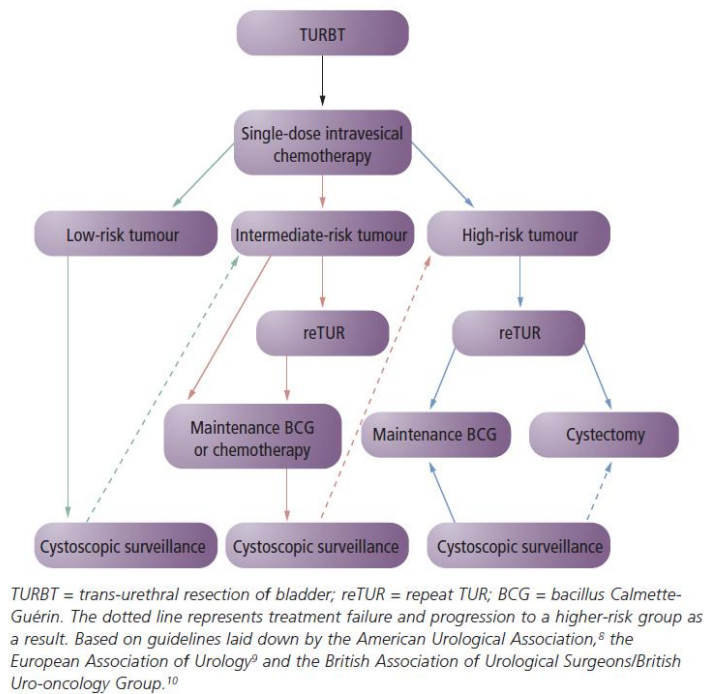 TURBT
Single-dose intravesical
chemotherapy
Low-risk tumour
Intermediate-risk tumour
High-risk tumour
reTUR
reTUR
Maintenance BCG
or chemotherapy
Maintenance BCG
Cystectomy
Cystoscopic surveillance
Cystoscopic surveillance
Cystoscopic surveillance
TURBT = trans-urethral resection of bladder; reTUR = repeat TUR; BCG = bacillus Calmette-
Guérin. The dotted line represents treatment failure and progression to a higher-risk group as
a result. Based on guidelines laid down by the American Urological Association,⁸ the
European Association of Urology⁹ and the British Association of Urological Surgeons/British
Uro-oncology Group.¹⁰